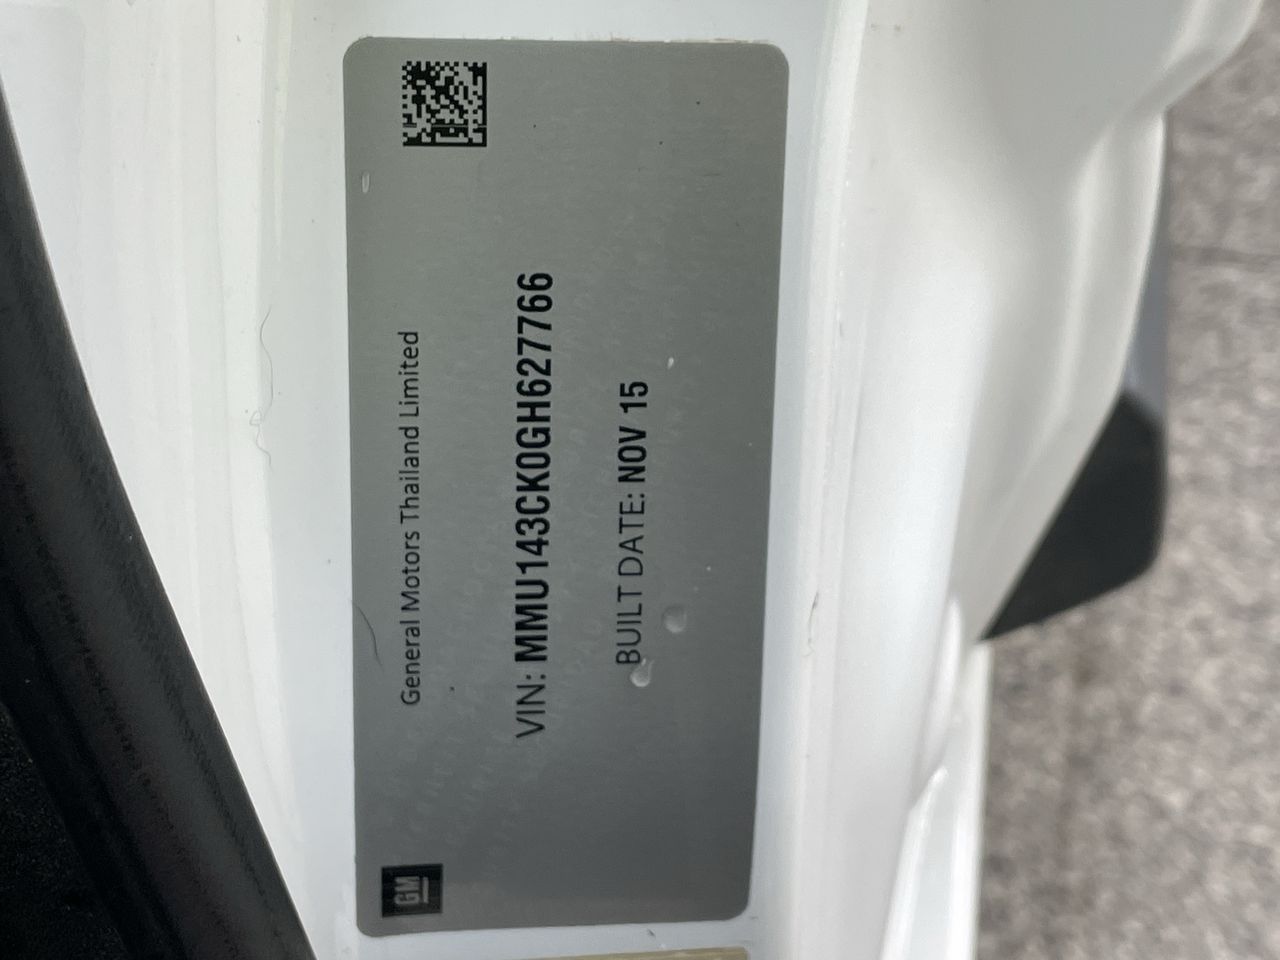 General Motors Thailand Limited
VIN: MMU143CK0GH627766
BUILT DATE: NOV 15
GM